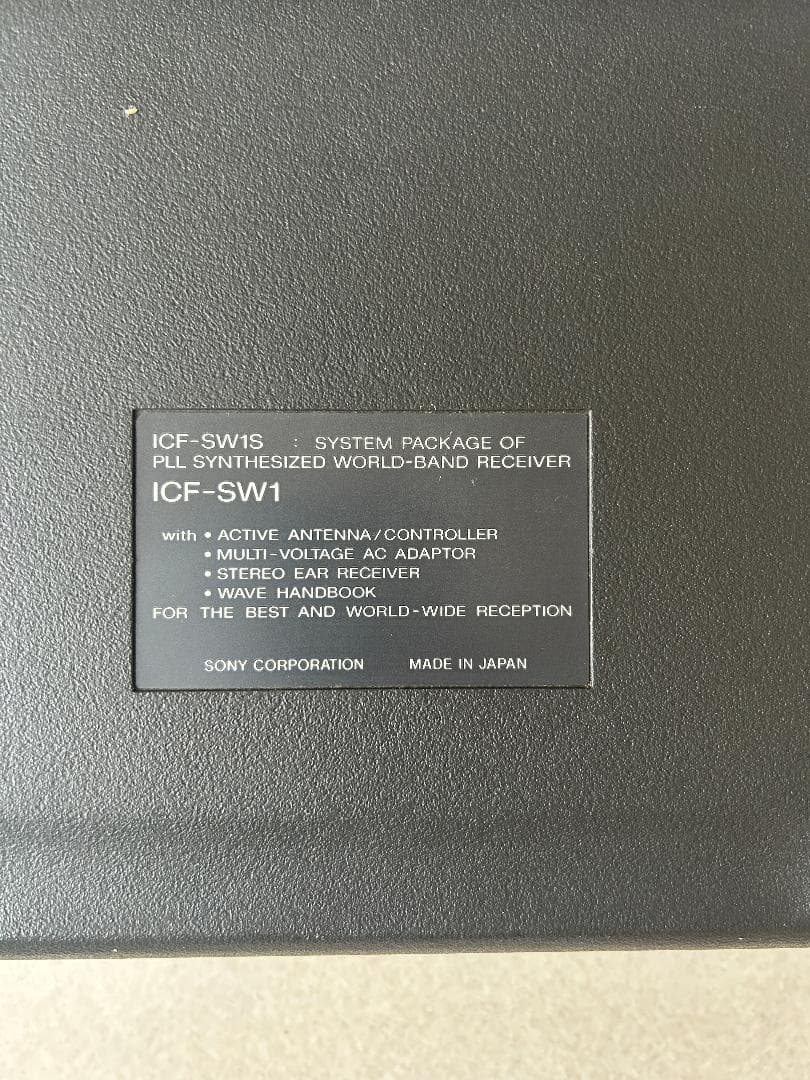 ICF-SW1S : SYSTEM PACKAGE OF
PLL SYNTHESIZED WORLD-BAND RECEIVER
ICF-SW1
with • ACTIVE ANTENNA/CONTROLLER
• MULTI-VOLTAGE AC ADAPTOR
• STEREO EAR RECEIVER
• WAVE HANDBOOK
FOR THE BEST AND WORLD-WIDE RECEPTION
SONY CORPORATION MADE IN JAPAN